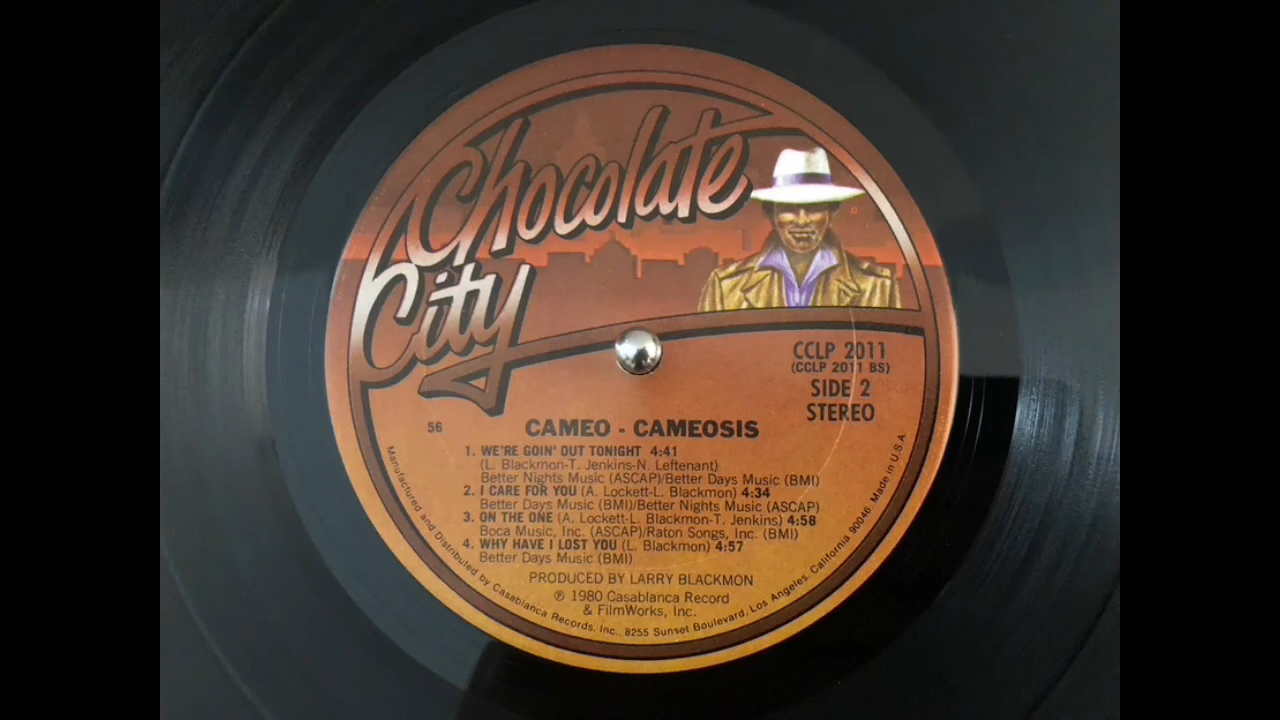 Chocolate
City
CCLP 2011
(CCLP 2011 BS)
SIDE 2
STEREO
56
CAMEO - CAMEOSIS
1. WE'RE GOIN' OUT TONIGHT 4:41
(L. Blackmon-T. Jenkins-N. Leftenant)
Better Nights Music (ASCAP)/Better Days Music (BMI)
2. I CARE FOR YOU (A. Lockett-L. Blackmon) 4:34
Better Days Music (BMI)/Better Nights Music (ASCAP)
3. ON THE ONE (A. Lockett-L. Blackmon-T. Jenkins) 4:58
Boca Music, Inc. (ASCAP)/Raton Songs, Inc. (BMI)
4. WHY HAVE I LOST YOU (L. Blackmon) 4:57
Better Days Music (BMI)
PRODUCED BY LARRY BLACKMON
℗ 1980 Casablanca Record
& FilmWorks, Inc.
Manufactured and Distributed by Casablanca Records, Inc., 8255 Sunset Boulevard, Los Angeles, California 90046 Made in U.S.A.